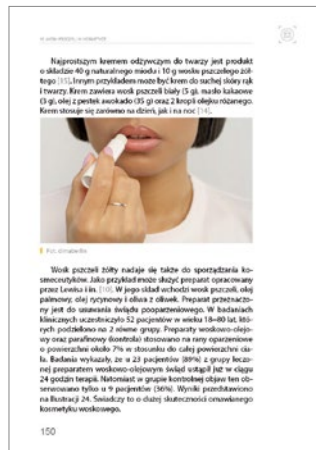 Najprostszym kremem odżywczym do twarzy jest produkt
o składzie 40 g naturalnego miodu i 10 g wosku pszczelego żół-
tego [15]. Innym przykładem może być krem do suchej skóry rąk
i twarzy. Krem zawiera wosk pszczeli biały (5 g), masło kakaowe
(3 g), olej z pestek awokado (35 g) oraz 2 kropli olejku różanego.
Krem stosuje się zarówno na dzień, jak i na noc [14].
Fot.
Wosk pszczeli żółty nadaje się także do sporządzania ko-
smeceutyków. Jako przykład może służyć preparat opracowany
przez Lewisa i in. [10]. W jego skład wchodzi wosk pszczeli, olej
palmowy, olej rycynowy i oliwa z oliwek. Preparat przeznaczo-
ny jest do usuwania świądu pooparzeniowego. W badaniach
klinicznych uczestniczyło 52 pacjentów w wieku 18–80 lat, któ-
rych podzielono na 2 równe grupy. Preparaty woskowo-olejo-
wy oraz parafinowy (kontrola) stosowano na rany oparzeniowe
o powierzchni około 7% w stosunku do całej powierzchni cia-
ła. Badania wykazały, że u 23 pacjentów (89%) z grupy leczo-
nej preparatem woskowo-olejowym świąd ustąpił już w ciągu
24 godzin terapii. Natomiast w grupie kontrolnej objaw ten ob-
serwowano tylko u 9 pacjentów (36%). Wyniki przedstawiono
na Ilustracji 24. Świadczy to o dużej skuteczności omawianego
kosmetyku woskowego.
150